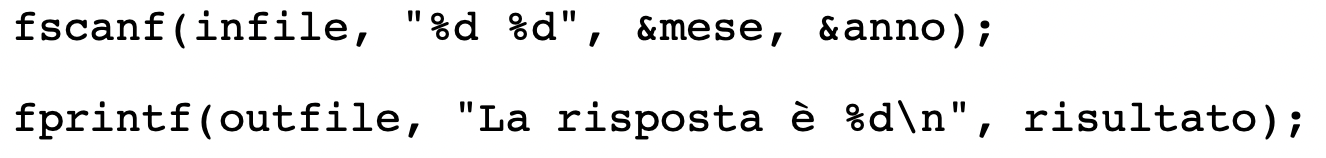 fscanf(infile, "%d %d", &mese, &anno);
fprintf(outfile, "La risposta è %d\n", risultato);